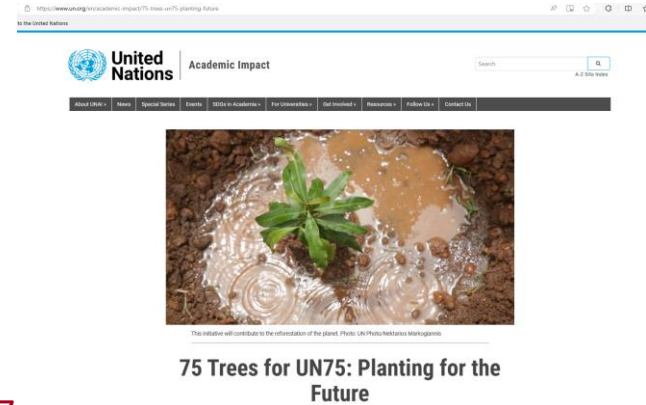 https://www.un.org/en/academic-impact/75-trees-un75-planting-future
to the United Nations
United
Nations
Academic Impact
Search
A-Z Site Index
About UNAI
News
Special Series
Events
SDGs in Academia
For Universities
Get Involved
Resources
Follow Us
Contact Us
This initiative will contribute to the reforestation of the planet. Photo: UN Photo/Nektarios Markogiannis
75 Trees for UN75: Planting for the
Future